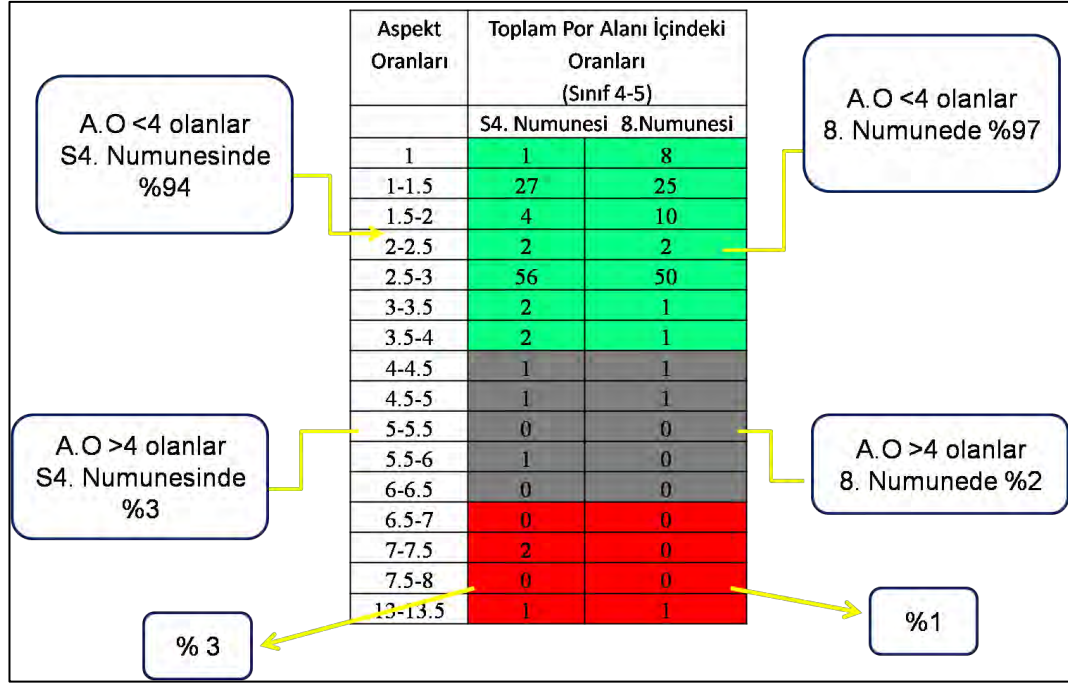 Aspekt Oranları
Toplam Por Alanı İçindeki Oranları (Sınıf 4-5)
S4. Numunesi 8.Numunesi
1 1 8
1-1.5 27 25
1.5-2 4 10
2-2.5 2 2
2.5-3 56 50
3-3.5 2 1
3.5-4 2 1
4-4.5 1 1
4.5-5 1 1
5-5.5 0 0
5.5-6 1 0
6-6.5 0 0
6.5-7 0 0
7-7.5 2 0
7.5-8 0 0
13-13.5 1 1
A.O <4 olanlar
S4. Numunesinde
%94
A.O <4 olanlar
8. Numunede %97
A.O >4 olanlar
S4. Numunesinde
%3
A.O >4 olanlar
8. Numunede %2
% 3
%1